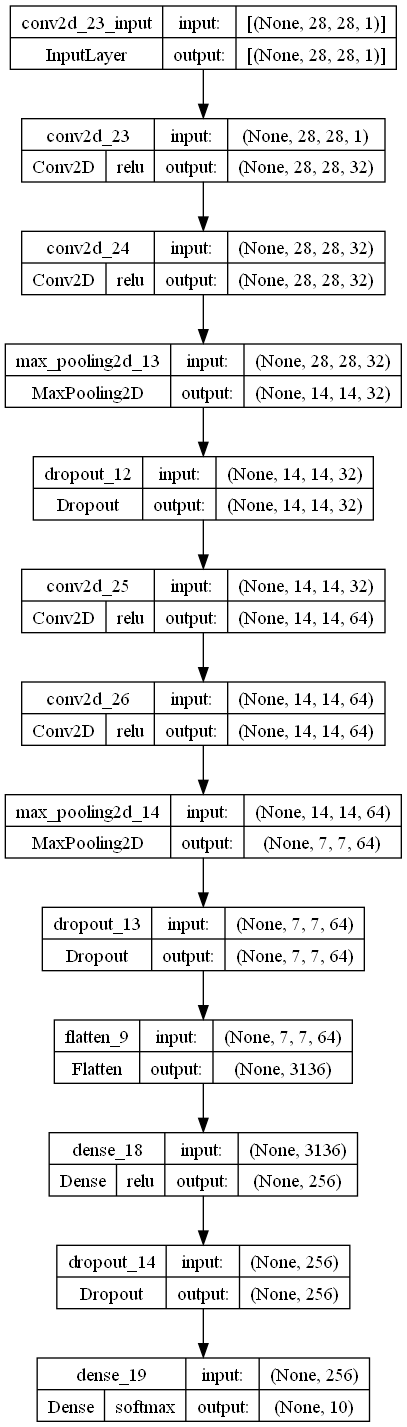 conv2d_23_input input: [(None, 28, 28, 1)]
InputLayer output: [(None, 28, 28, 1)]
conv2d_23 input: (None, 28, 28, 1)
Conv2D relu output: (None, 28, 28, 32)
conv2d_24 input: (None, 28, 28, 32)
Conv2D relu output: (None, 28, 28, 32)
max_pooling2d_13 input: (None, 28, 28, 32)
MaxPooling2D output: (None, 14, 14, 32)
dropout_12 input: (None, 14, 14, 32)
Dropout output: (None, 14, 14, 32)
conv2d_25 input: (None, 14, 14, 32)
Conv2D relu output: (None, 14, 14, 64)
conv2d_26 input: (None, 14, 14, 64)
Conv2D relu output: (None, 14, 14, 64)
max_pooling2d_14 input: (None, 14, 14, 64)
MaxPooling2D output: (None, 7, 7, 64)
dropout_13 input: (None, 7, 7, 64)
Dropout output: (None, 7, 7, 64)
flatten_9 input: (None, 7, 7, 64)
Flatten output: (None, 3136)
dense_18 input: (None, 3136)
Dense relu output: (None, 256)
dropout_14 input: (None, 256)
Dropout output: (None, 256)
dense_19 input: (None, 256)
Dense softmax output: (None, 10)